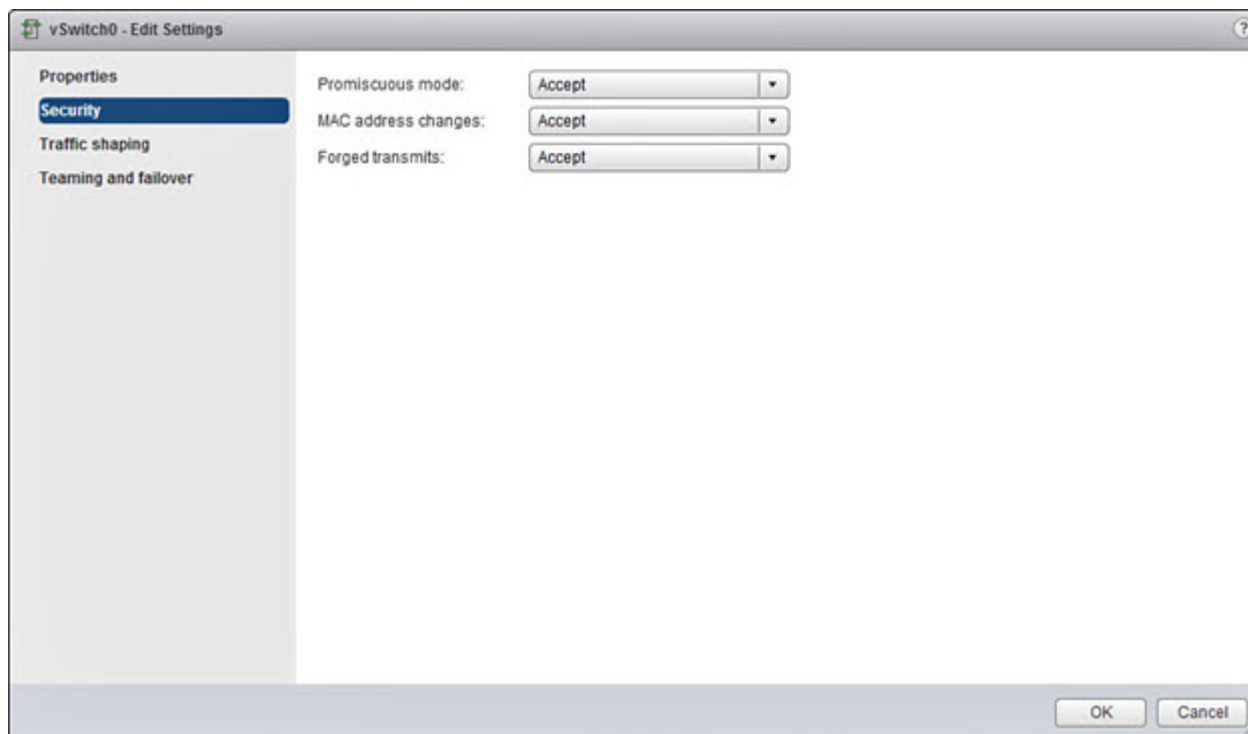 vSwitch0 - Edit Settings
?
Properties
Security
Traffic shaping
Teaming and failover
Promiscuous mode: Accept
MAC address changes: Accept
Forged transmits: Accept
OK Cancel